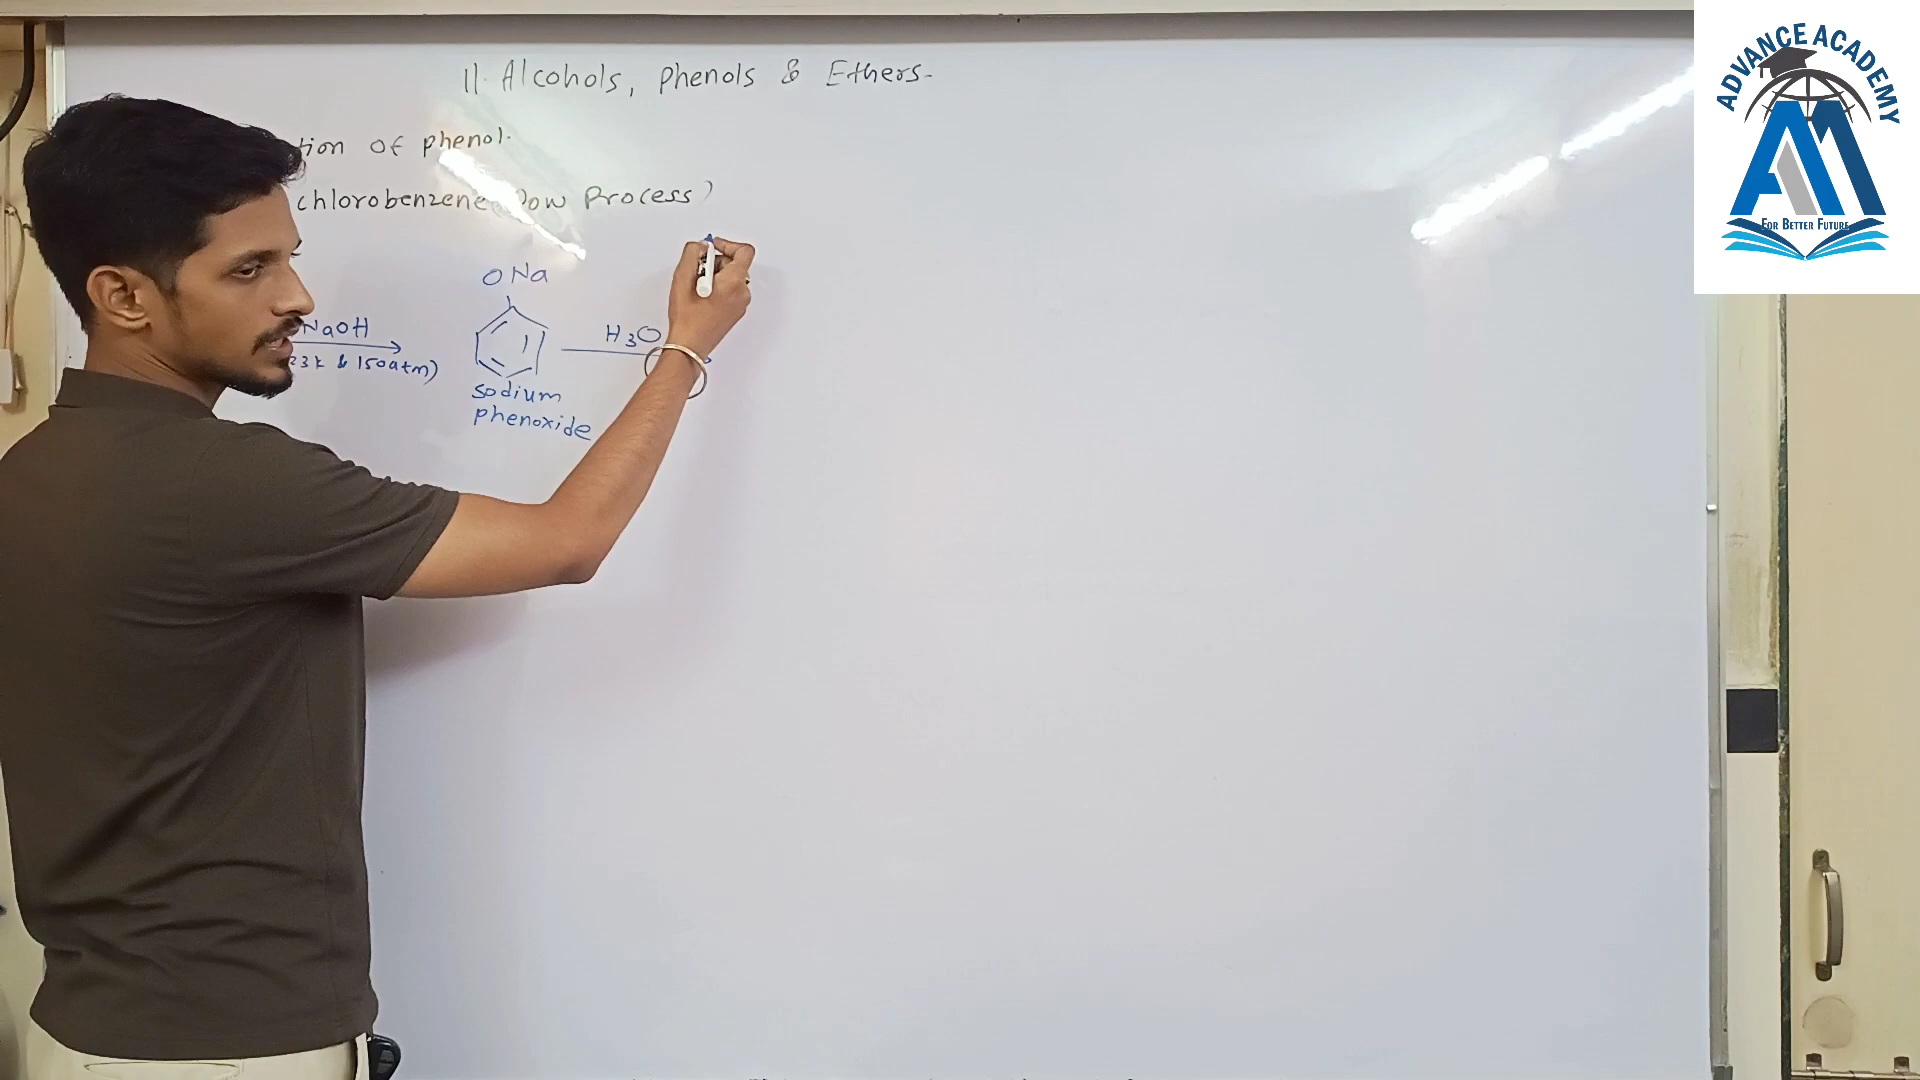 11. Alcohols, Phenols & Ethers-
tion of phenol.
chlorobenzene (Dow Process)
ONa
NaOH
23k & 150atm)
H3O
sodium
phenoxide
ADVANCE ACADEMY
FOR BETTER FUTURE